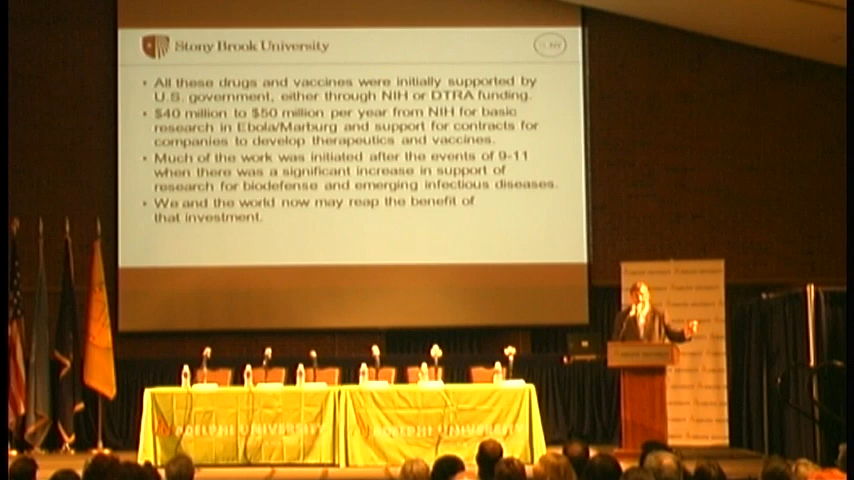 Stony Brook University
• All these drugs and vaccines were initially supported by
U.S. government, either through NIH or DTRA funding.
• $40 million to $50 million per year from NIH for basic
research in Ebola/Marburg and support for contracts for
companies to develop therapeutics and vaccines.
• Much of the work was initiated after the events of 9-11
when there was a significant increase in support of
research for biodefense and emerging infectious diseases.
• We and the world now may reap the benefit of
that investment.
ADELPHI UNIVERSITY
ADELPHI UNIVERSITY